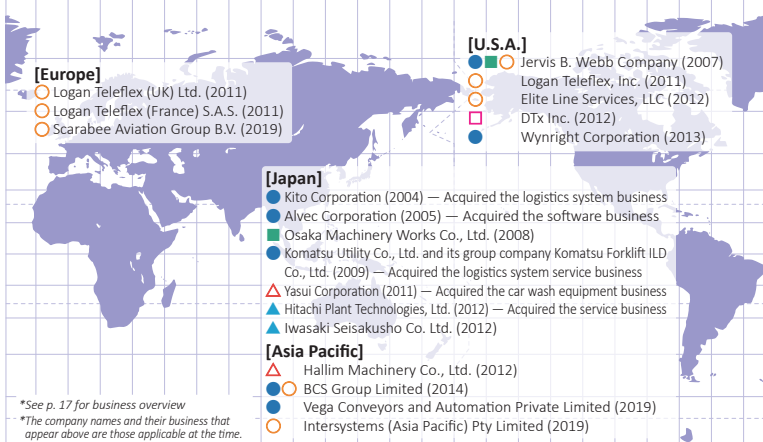 [Europe]
Logan Teleflex (UK) Ltd. (2011)
Logan Teleflex (France) S.A.S. (2011)
Scarabee Aviation Group B.V. (2019)
[U.S.A.]
Jervis B. Webb Company (2007)
Logan Teleflex, Inc. (2011)
Elite Line Services, LLC (2012)
DTx Inc. (2012)
Wynright Corporation (2013)
[Japan]
Kito Corporation (2004) — Acquired the logistics system business
Alvec Corporation (2005) — Acquired the software business
Osaka Machinery Works Co., Ltd. (2008)
Komatsu Utility Co., Ltd. and its group company Komatsu Forklift ILD
Co., Ltd. (2009) — Acquired the logistics system service business
Yasui Corporation (2011) — Acquired the car wash equipment business
Hitachi Plant Technologies, Ltd. (2012) — Acquired the service business
Iwasaki Seisakusho Co. Ltd. (2012)
[Asia Pacific]
Hallim Machinery Co., Ltd. (2012)
BCS Group Limited (2014)
Vega Conveyors and Automation Private Limited (2019)
Intersystems (Asia Pacific) Pty Limited (2019)
*See p. 17 for business overview
*The company names and their business that
appear above are those applicable at the time.